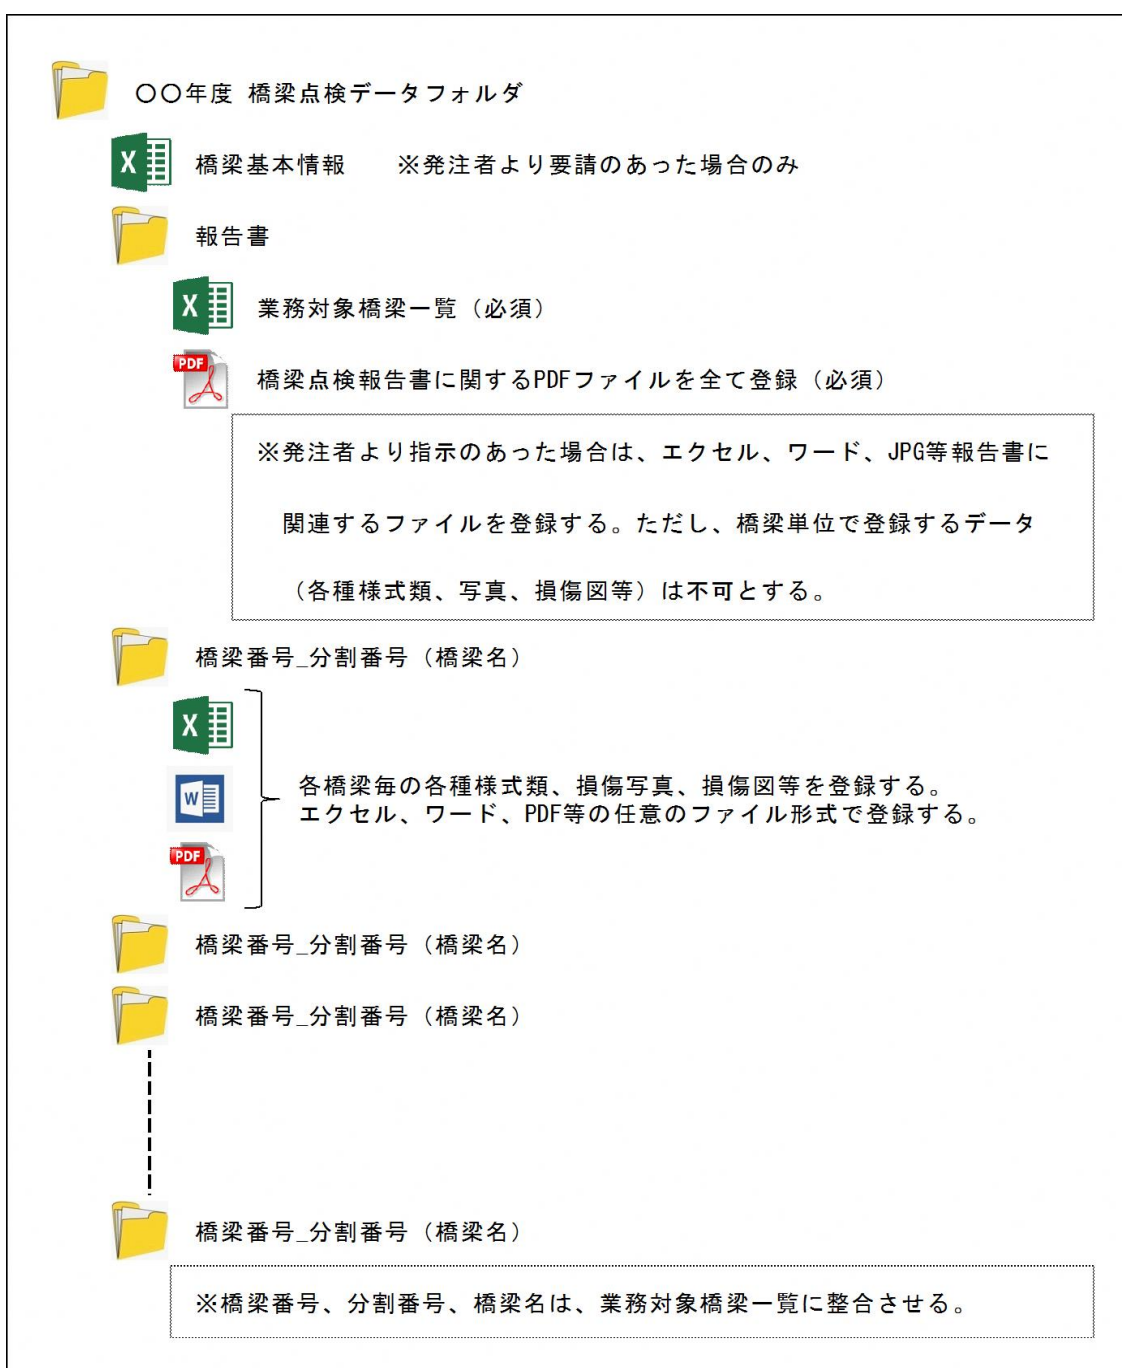 〇〇年度 橋梁点検データフォルダ
X 橋梁基本情報 ※発注者より要請のあった場合のみ
報告書
X 業務対象橋梁一覧（必須）
PDF 橋梁点検報告書に関するPDFファイルを全て登録（必須）
※発注者より指示のあった場合は、エクセル、ワード、JPG等報告書に
関連するファイルを登録する。ただし、橋梁単位で登録するデータ
（各種様式類、写真、損傷図等）は不可とする。
橋梁番号_分割番号（橋梁名）
X
W
各橋梁毎の各種様式類、損傷写真、損傷図等を登録する。
エクセル、ワード、PDF等の任意のファイル形式で登録する。
PDF
橋梁番号_分割番号（橋梁名）
橋梁番号_分割番号（橋梁名）
橋梁番号_分割番号（橋梁名）
※橋梁番号、分割番号、橋梁名は、業務対象橋梁一覧に整合させる。